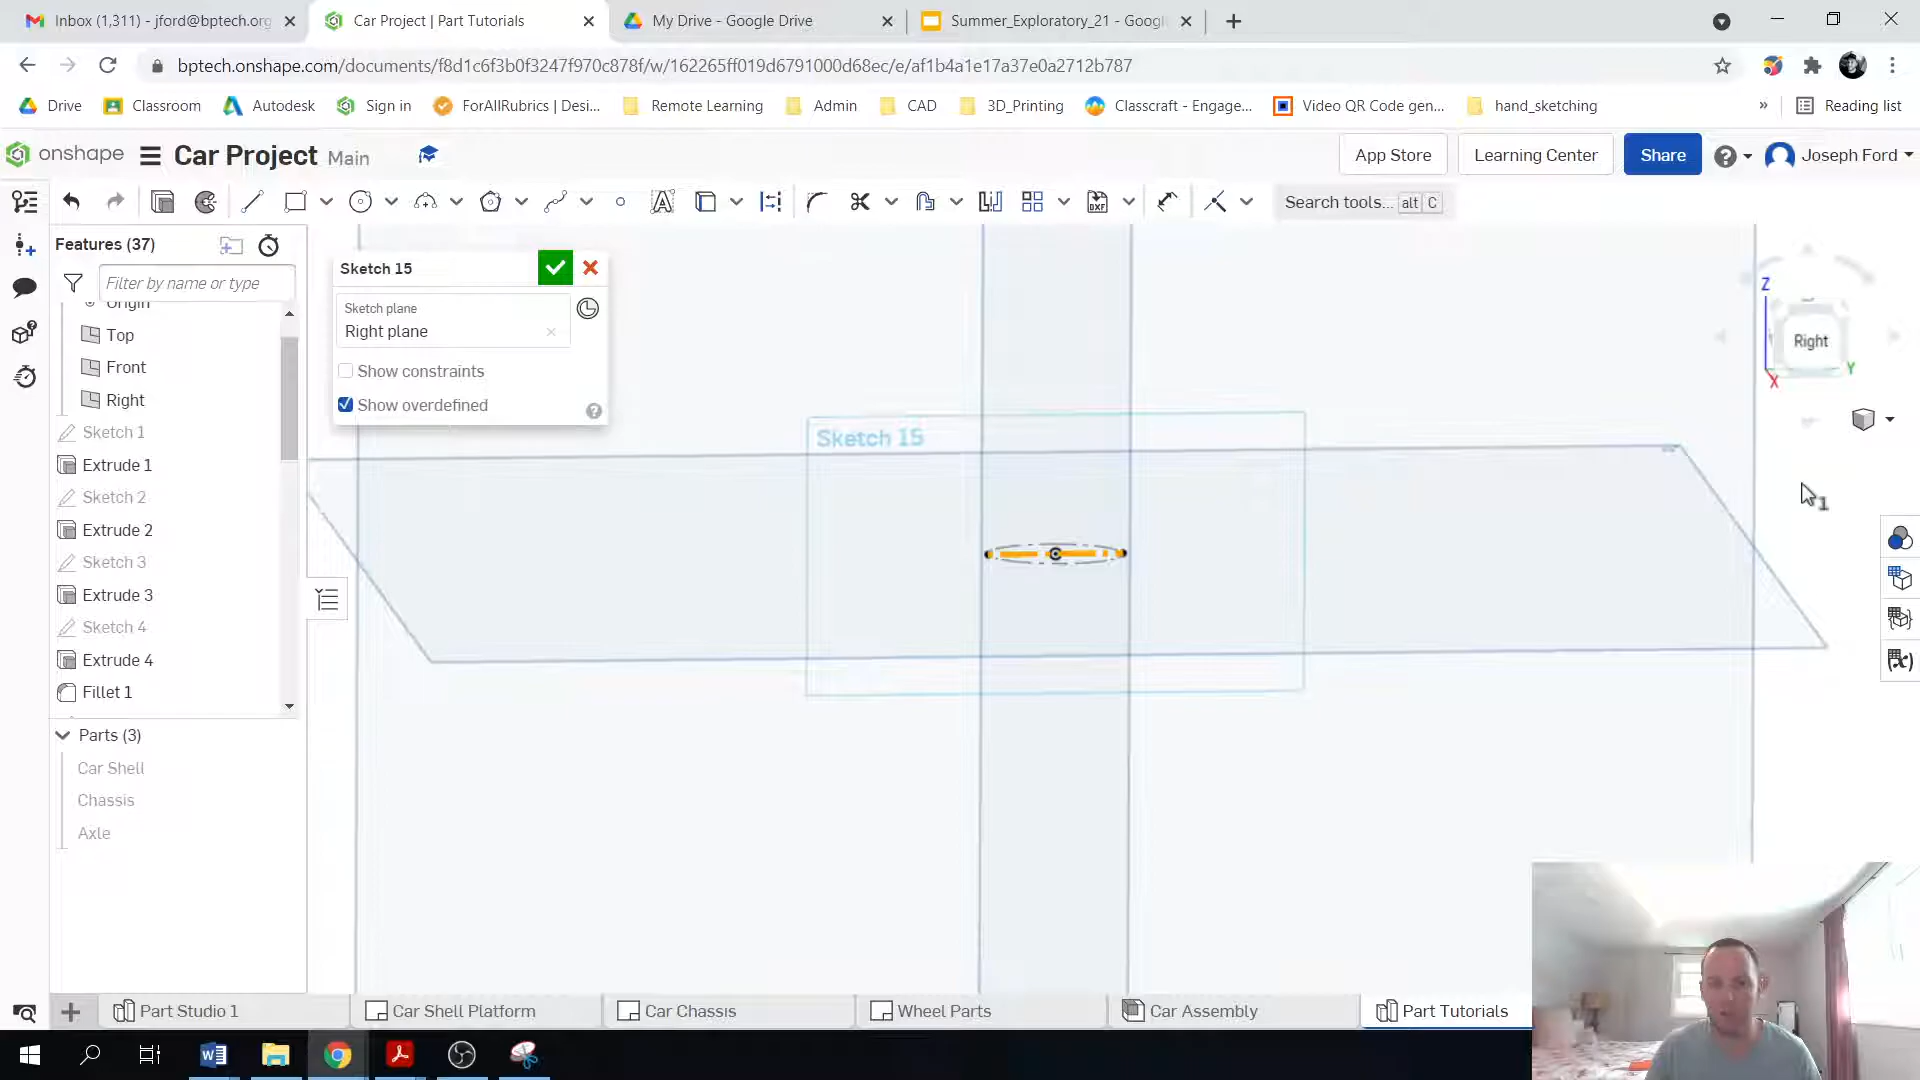 Inbox (1,311) - jford@bptech.org
Car Project | Part Tutorials
My Drive - Google Drive
Summer_Exploratory_21 - Googl
bptech.onshape.com/documents/f8d1c6f3b0f3247f970c878f/w/162265ff019d6791000d68ec/e/af1b4a1e17a37e0a2712b787
Drive
Classroom
Autodesk
Sign in
ForAllRubrics | Desi...
Remote Learning
Admin
CAD
3D_Printing
Classcraft - Engage...
Video QR Code gen...
hand_sketching
»
Reading list
onshape
Car Project Main
App Store
Learning Center
Share
Joseph Ford
Search tools... alt C
Features (37)
Filter by name or type
Origin
Top
Front
Right
Sketch 1
Extrude 1
Sketch 2
Extrude 2
Sketch 3
Extrude 3
Sketch 4
Extrude 4
Fillet 1
Parts (3)
Car Shell
Chassis
Axle
Sketch 15
Sketch plane
Right plane
Show constraints
Show overdefined
Sketch 15
Z
Right
Y
X
1
Part Studio 1
Car Shell Platform
Car Chassis
Wheel Parts
Car Assembly
Part Tutorials